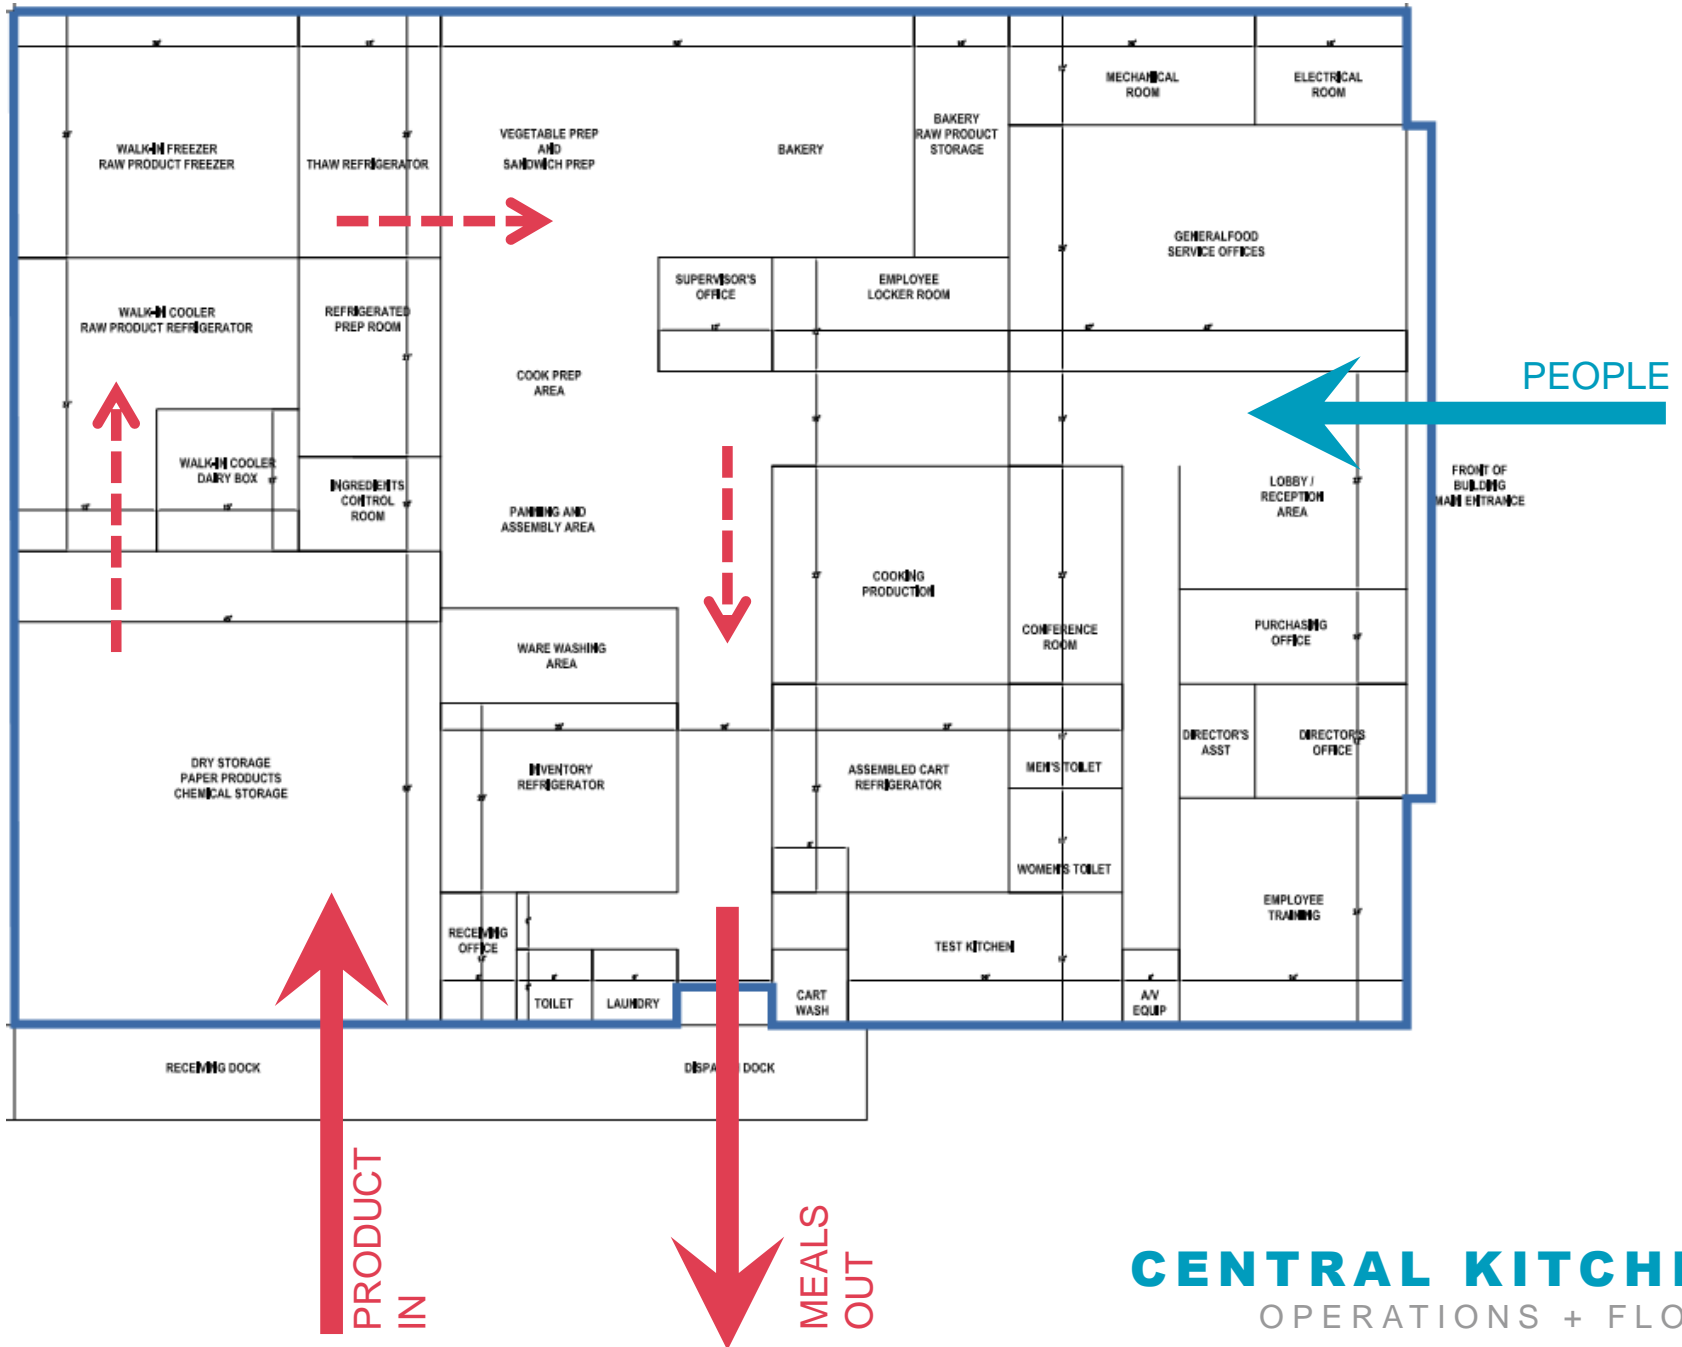 MECHANICAL
ROOM
ELECTRICAL
ROOM
WALK-IN FREEZER
RAW PRODUCT FREEZER
THAW REFRIGERATOR
VEGETABLE PREP
AND
SANDWICH PREP
BAKERY
BAKERY
RAW PRODUCT
STORAGE
GENERALFOOD
SERVICE OFFICES
WALK-IN COOLER
RAW PRODUCT REFRIGERATOR
REFRIGERATED
PREP ROOM
SUPERVISOR'S
OFFICE
EMPLOYEE
LOCKER ROOM
COOK PREP
AREA
PEOPLE
WALK-IN COOLER
DAIRY BOX
INGREDIENTS
CONTROL
ROOM
PANNING AND
ASSEMBLY AREA
LOBBY /
RECEPTION
AREA
FRONT OF
BUILDING
MAIN ENTRANCE
COOKING
PRODUCTION
CONFERENCE
ROOM
PURCHASING
OFFICE
WARE WASHING
AREA
DIRECTOR'S
ASST
DIRECTOR'S
OFFICE
DRY STORAGE
PAPER PRODUCTS
CHEMICAL STORAGE
INVENTORY
REFRIGERATOR
ASSEMBLED CART
REFRIGERATOR
MEN'S TOILET
WOMEN'S TOILET
EMPLOYEE
TRAINING
RECEIVING
OFFICE
TEST KITCHEN
TOILET
LAUNDRY
CART
WASH
A/V
EQUIP
RECEIVING DOCK
DOCK
PRODUCT
IN
MEALS
OUT
CENTRAL KITCH
OPERATIONS + FLO